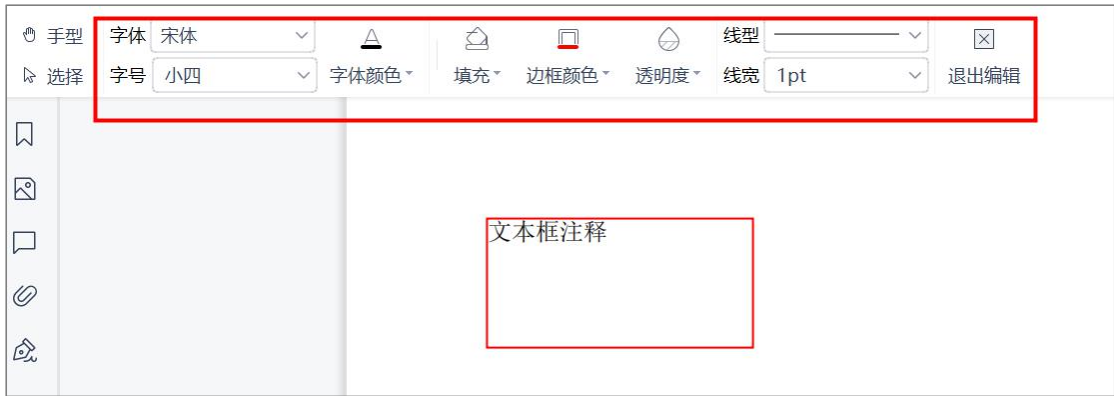 手型 字体 宋体 线型
选择 字号 小四 字体颜色 填充 边框颜色 透明度 线宽 1pt 退出编辑
文本框注释